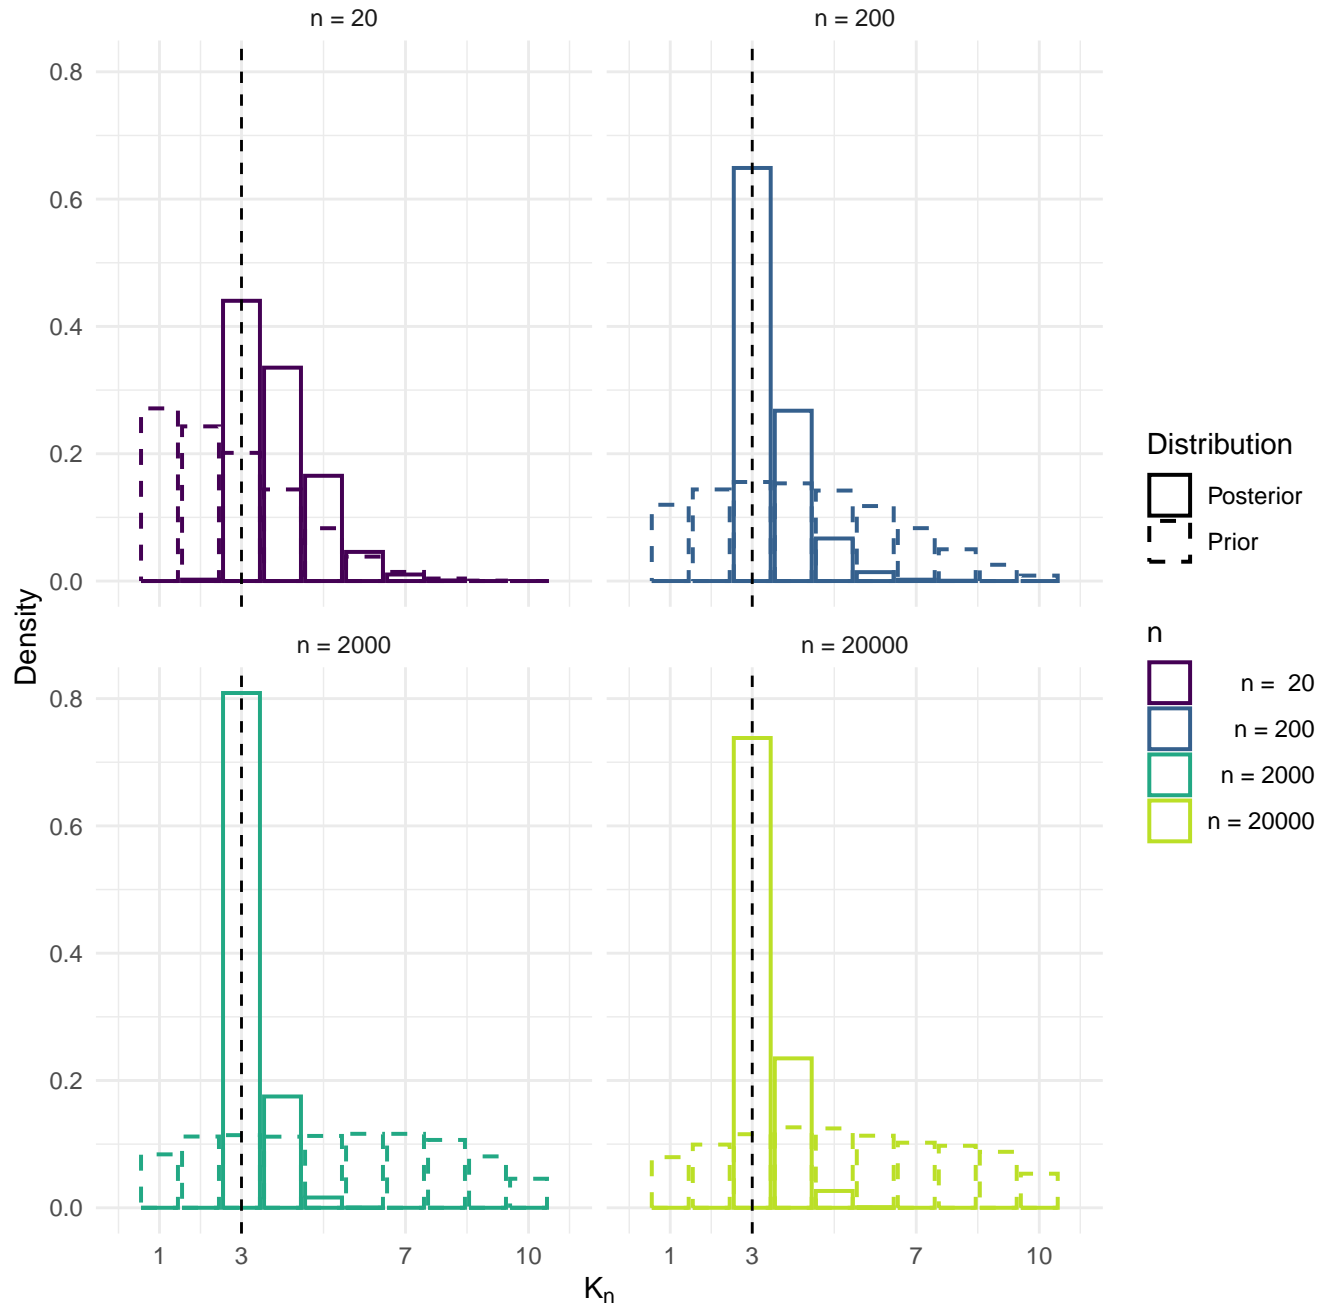 n = 20
n = 200
0.8
0.6
0.4
0.2
0.0
Density
n = 2000
n = 20000
0.8
0.6
0.4
0.2
0.0
1 3 7 10
1 3 7 10
Kn
Distribution
Posterior
Prior
n
n = 20
n = 200
n = 2000
n = 20000